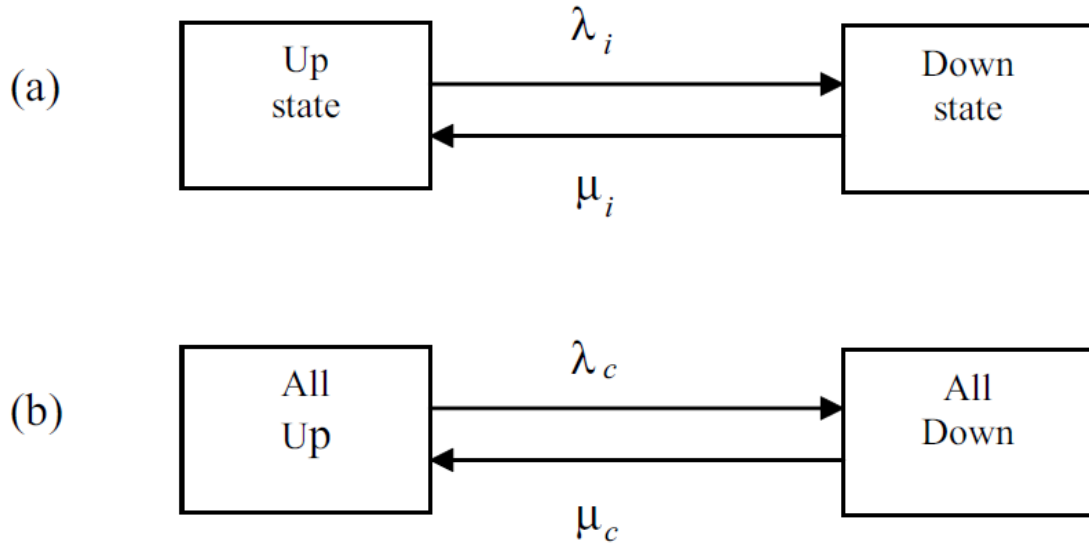 (a)
Up
state
λ i
μ i
Down
state
(b)
All
Up
λ c
μ c
All
Down